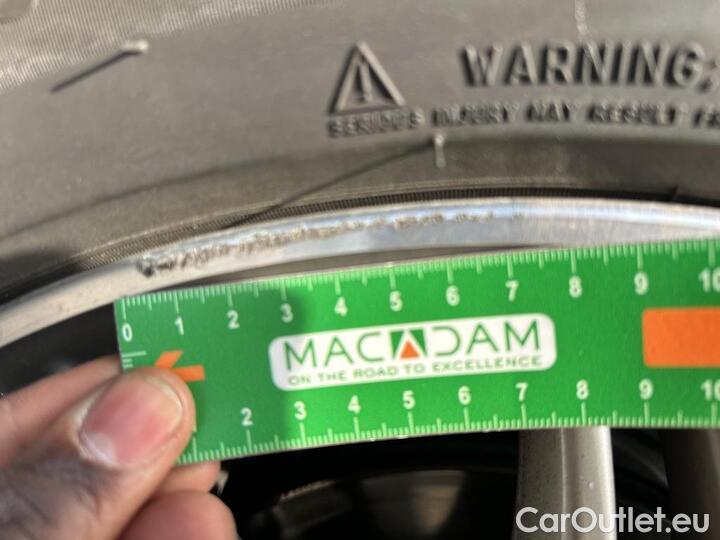 WARNING;
SERIOUS INJURY MAY RESULT FR
0 1 2 3 4 5 6 7 8 9 10
MACADAM
ON THE ROAD TO EXCELLENCE
2 3 4 5 6 7 8 9 10
CarOutlet.eu